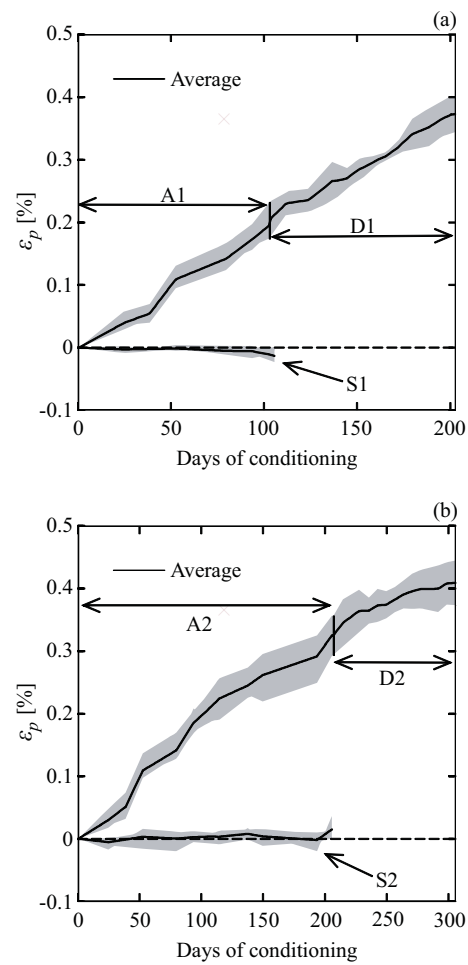 (a)
0.5
Average
0.4
0.3
A1
0.2
D1
εp [%]
0.1
0
S1
-0.1
0 50 100 150 200
Days of conditioning
(b)
0.5
Average
0.4
A2
0.3
D2
εp [%]
0.2
0.1
0
S2
-0.1
0 50 100 150 200 250 300
Days of conditioning